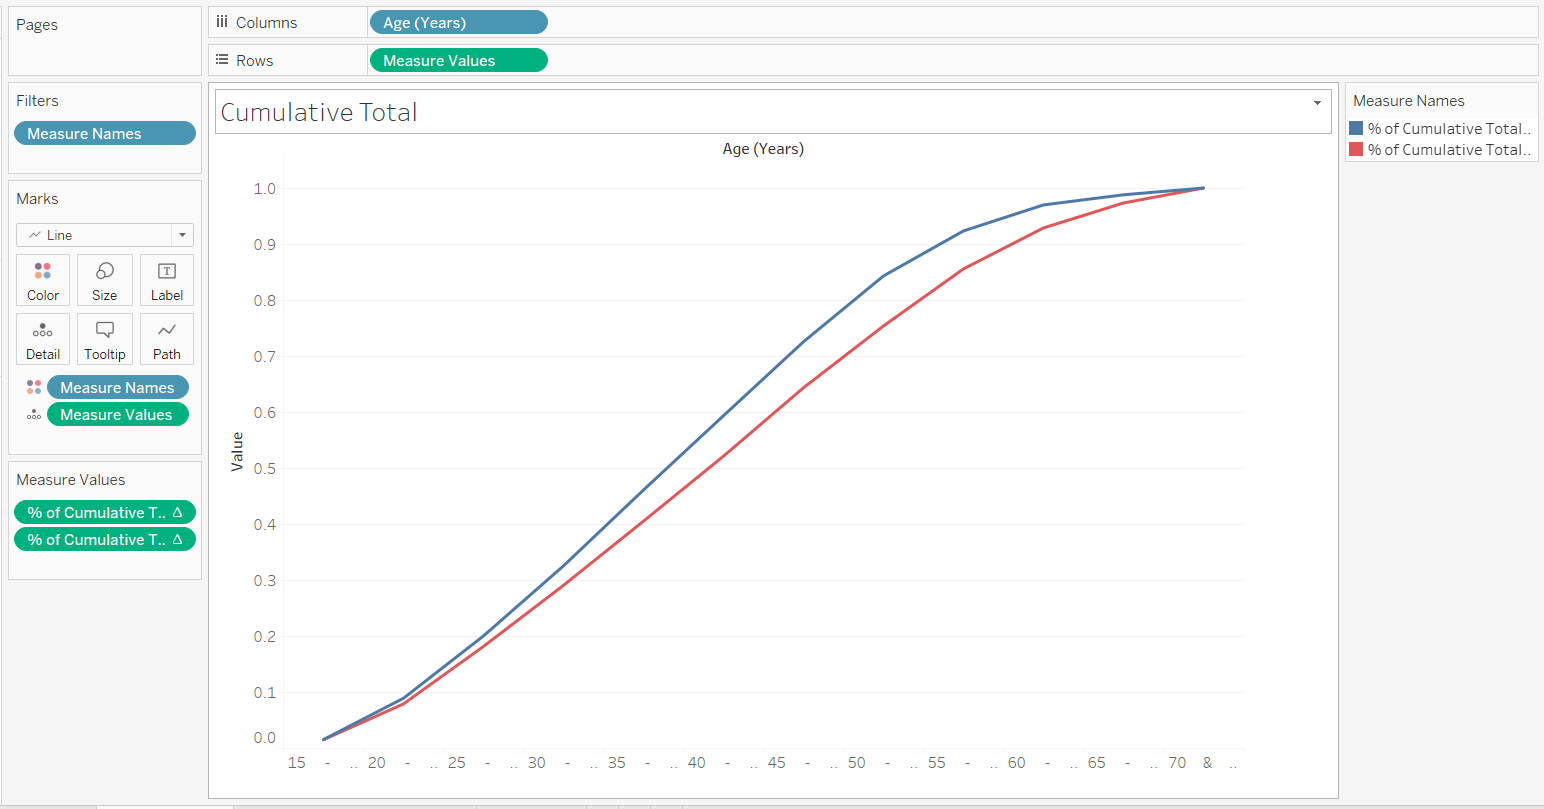 Pages
Columns
Age (Years)
Rows
Measure Values
Filters
Measure Names
Marks
Line
Color
Size
Label
Detail
Tooltip
Path
Measure Names
Measure Values
Measure Values
% of Cumulative T.. Δ
% of Cumulative T.. Δ
Cumulative Total
Age (Years)
Value
1.0
0.9
0.8
0.7
0.6
0.5
0.4
0.3
0.2
0.1
0.0
15 - .. 20 - .. 25 - .. 30 - .. 35 - .. 40 - .. 45 - .. 50 - .. 55 - .. 60 - .. 65 - .. 70 & ..
Measure Names
% of Cumulative Total..
% of Cumulative Total..